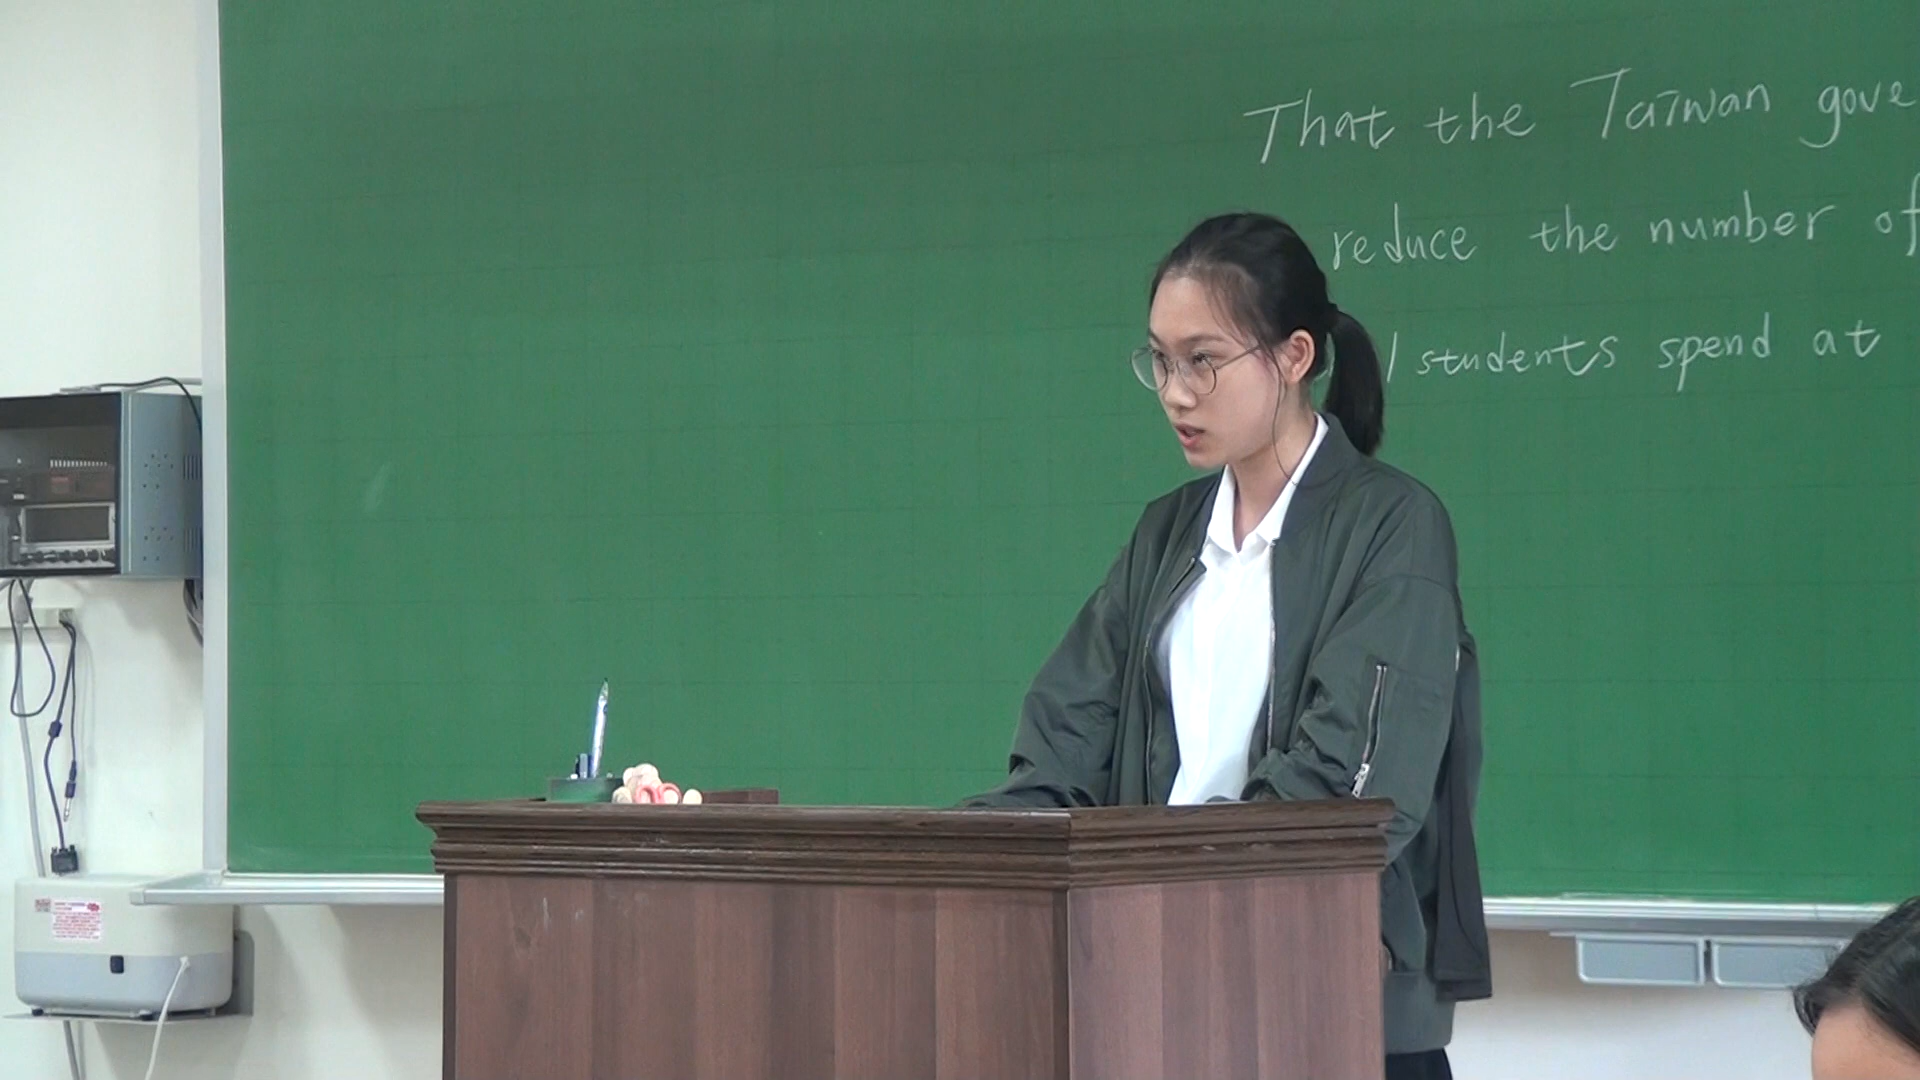 That the Taiwan gove
reduce the number of
l students spend at